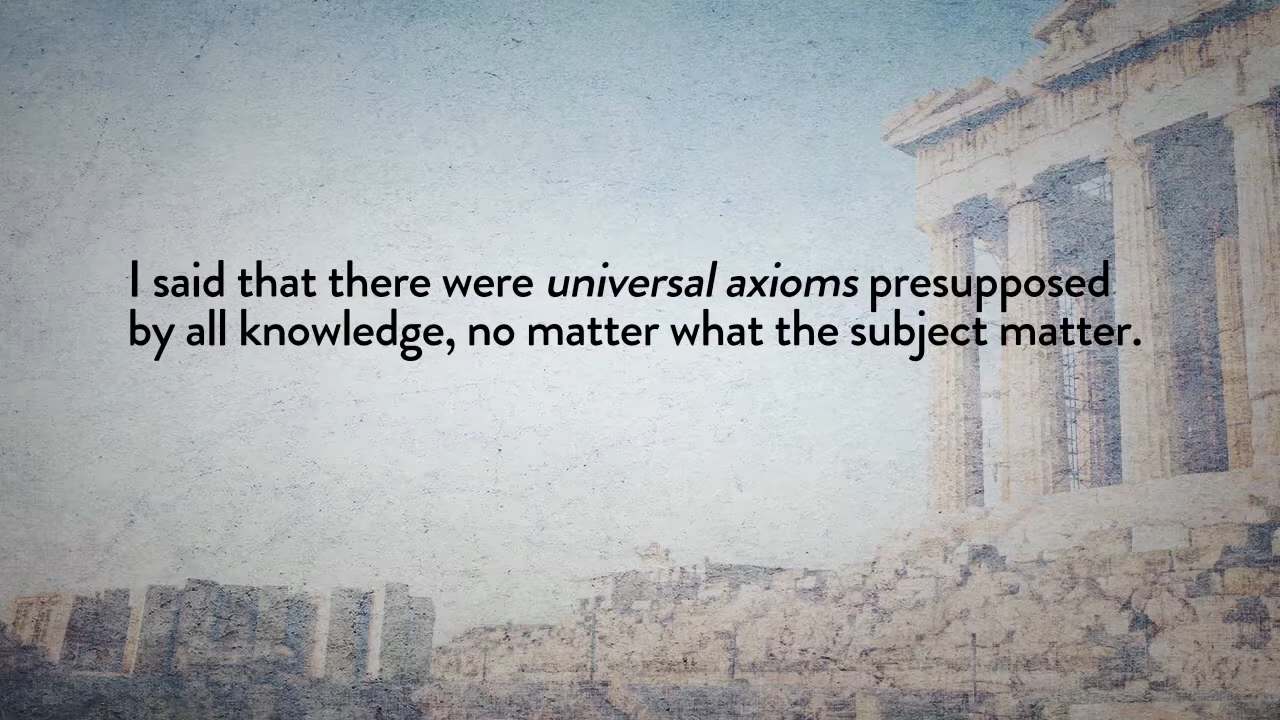 I said that there were universal axioms presupposed
by all knowledge, no matter what the subject matter.